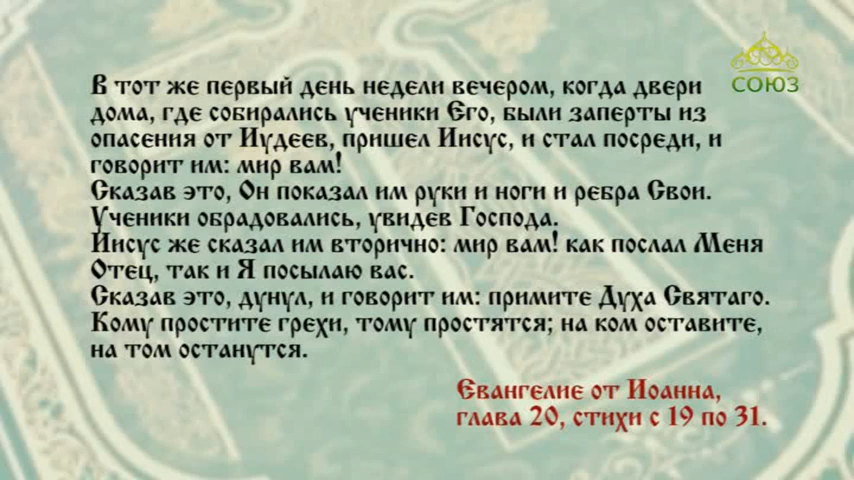 СОЮЗ
В тот же первый день недели вечером, когда двери
дома, где собирались ученики Его, были заперты из
опасения от Иудеев, пришел Иисус, и стал посреди, и
говорит им: мир вам!
Сказав это, Он показал им руки и ноги и ребра Свои.
Ученики обрадовались, увидев Господа.
Иисус же сказал им вторично: мир вам! как послал Меня
Отец, так и Я посылаю вас.
Сказав это, дунул, и говорит им: примите Духа Святаго.
Кому простите грехи, тому простятся; на ком оставите,
на том останутся.
Евангелие от Иоанна,
глава 20, стихи с 19 по 31.